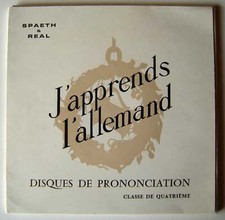 SPAETH
&
REAL
J'apprends
l'allemand
DISQUES DE PRONONCIATION
CLASSE DE QUATRIÈME